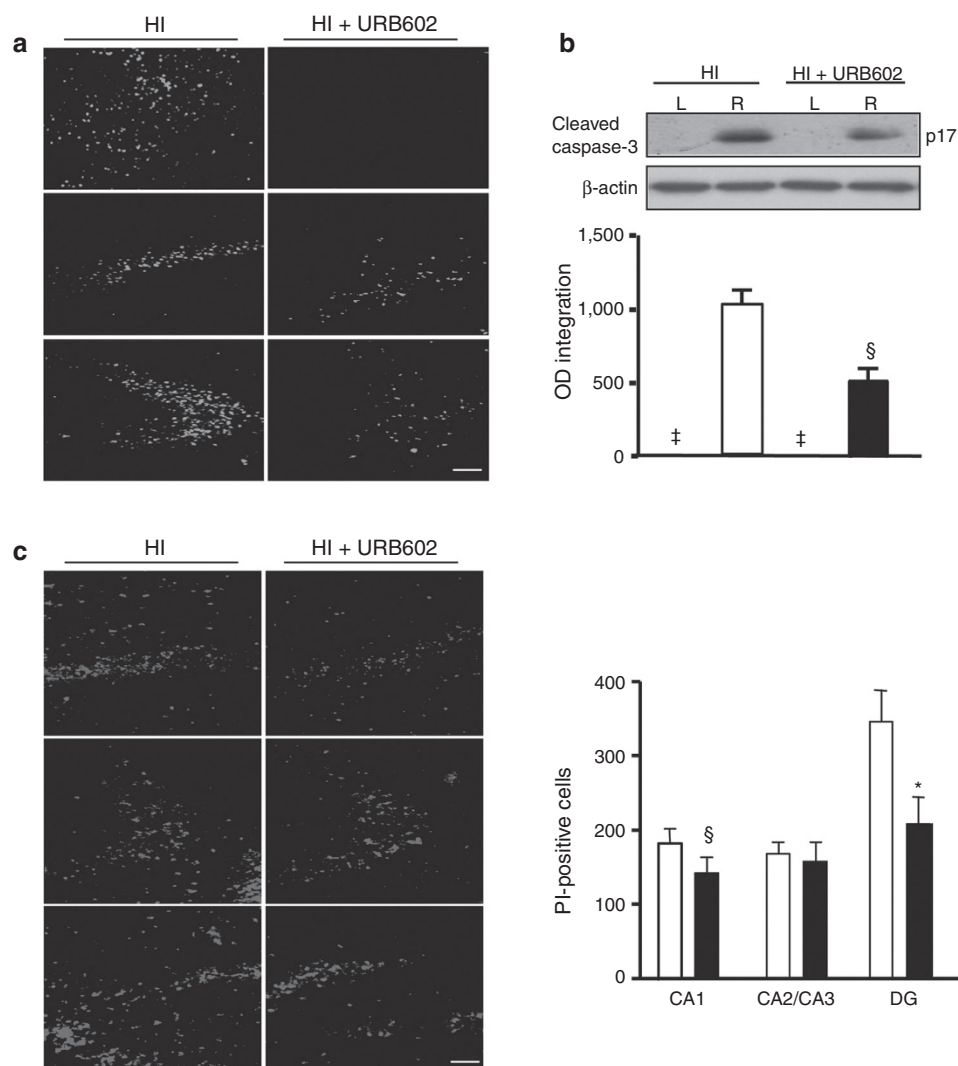 a
HI
HI + URB602
b
HI
HI + URB602
L
R
L
R
Cleaved
caspase-3
p17
β-actin
1,500
1,000
500
0
OD integration
‡
‡
§
c
HI
HI + URB602
400
300
200
100
0
PI-positive cells
§
*
CA1
CA2/CA3
DG